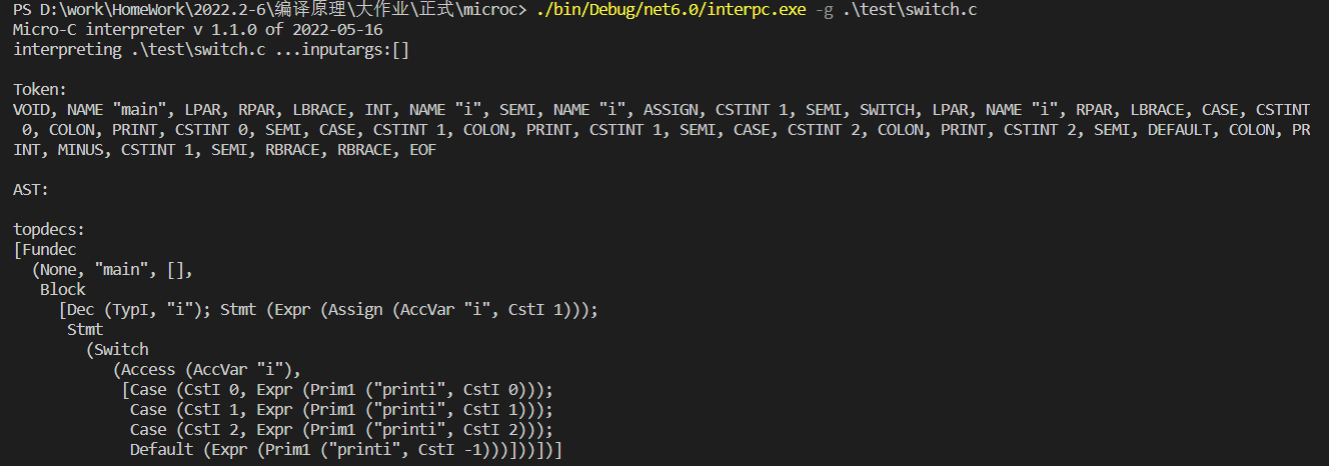 PS D:\work\HomeWork\2022.2-6\编译原理\大作业\正式\microc> ./bin/Debug/net6.0/interpc.exe -g .\test\switch.c
Micro-C interpreter v 1.1.0 of 2022-05-16
interpreting .\test\switch.c ...inputargs:[]
Token:
VOID, NAME "main", LPAR, RPAR, LBRACE, INT, NAME "i", SEMI, NAME "i", ASSIGN, CSTINT 1, SEMI, SWITCH, LPAR, NAME "i", RPAR, LBRACE, CASE, CSTINT
 0, COLON, PRINT, CSTINT 0, SEMI, CASE, CSTINT 1, COLON, PRINT, CSTINT 1, SEMI, CASE, CSTINT 2, COLON, PRINT, CSTINT 2, SEMI, DEFAULT, COLON, PR
INT, MINUS, CSTINT 1, SEMI, RBRACE, RBRACE, EOF
AST:
topdecs:
[Fundec
  (None, "main", [],
   Block
     [Dec (TypI, "i"); Stmt (Expr (Assign (AccVar "i", CstI 1)));
      Stmt
        (Switch
           (Access (AccVar "i"),
            [Case (CstI 0, Expr (Prim1 ("printi", CstI 0)));
             Case (CstI 1, Expr (Prim1 ("printi", CstI 1)));
             Case (CstI 2, Expr (Prim1 ("printi", CstI 2)));
             Default (Expr (Prim1 ("printi", CstI -1)))]))])]